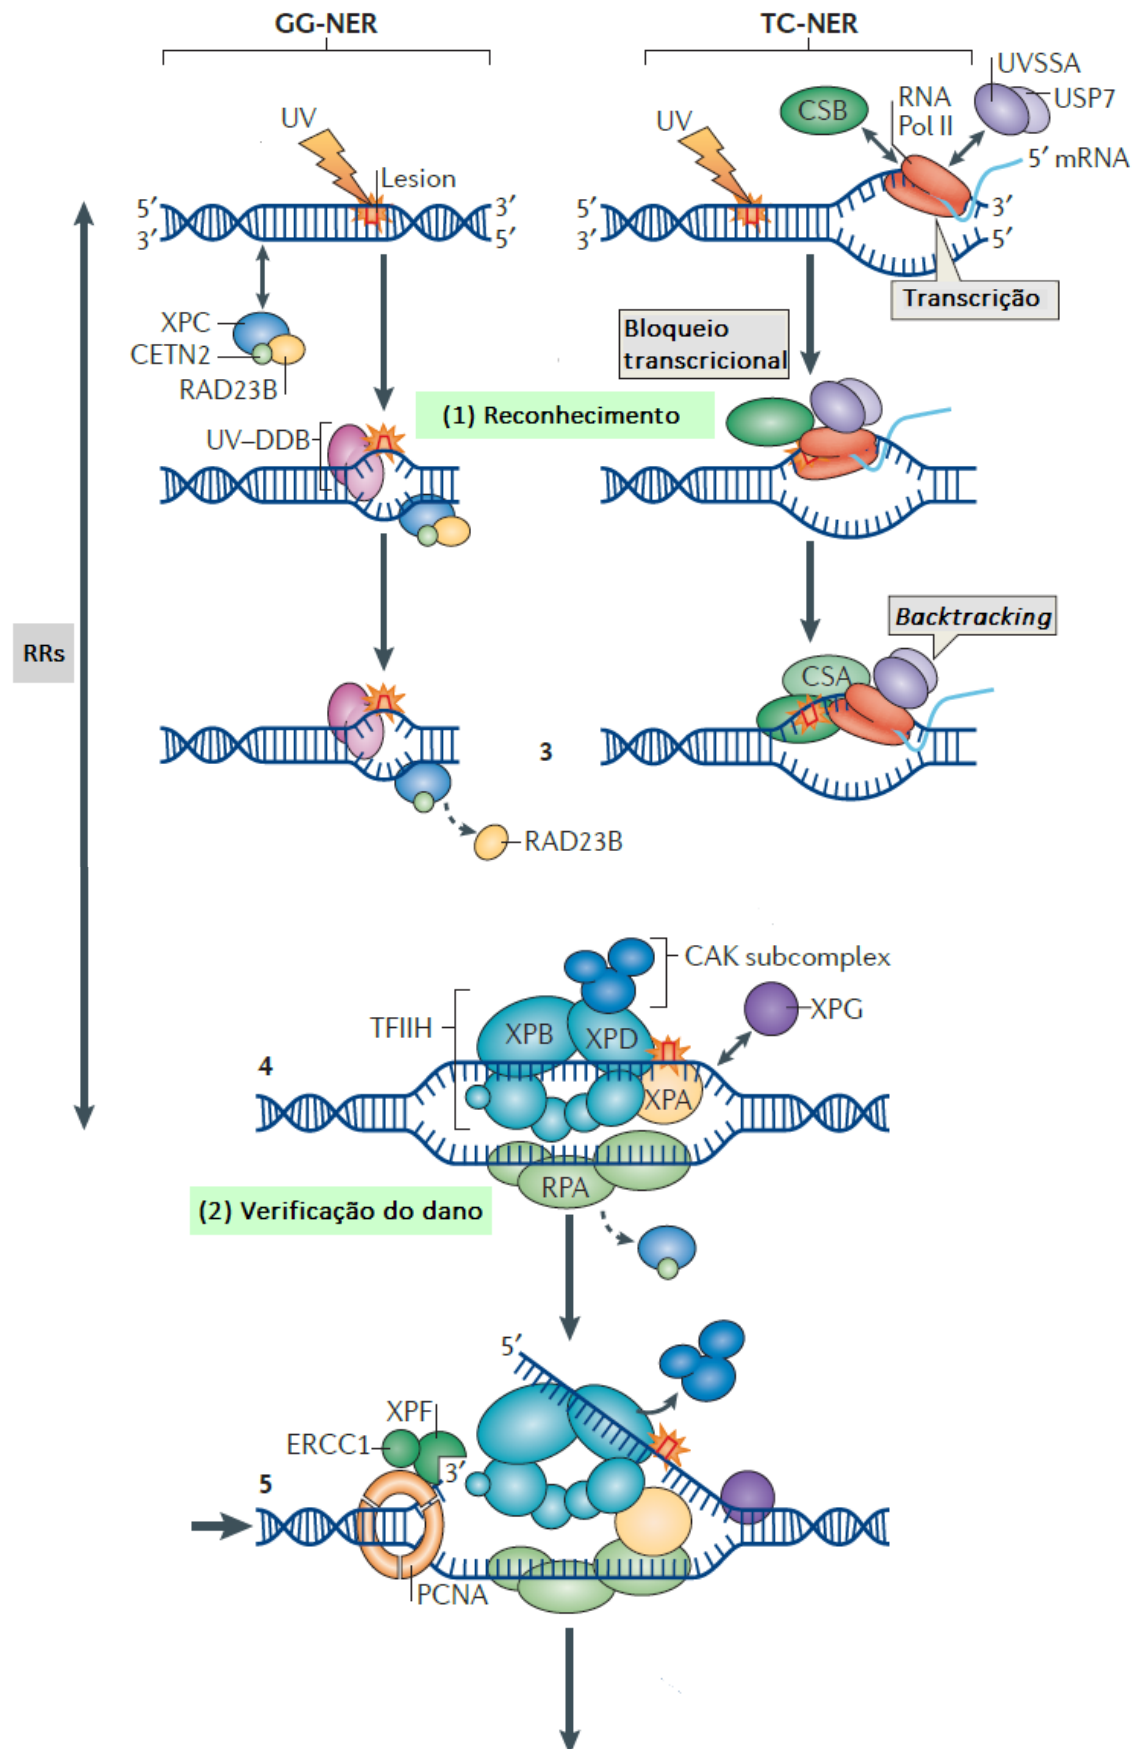 GG-NER
TC-NER
UVSSA
USP7
CSB
RNA
Pol II
5′ mRNA
UV
UV
Lesion
5′
3′
3′
5′
5′
3′
3′
5′
Transcrição
XPC
CETN2
RAD23B
Bloqueio
transcricional
(1) Reconhecimento
UV–DDB
Backtracking
RRs
CSA
3
RAD23B
CAK subcomplex
TFIIH
XPB
XPD
XPG
4
XPA
RPA
(2) Verificação do dano
5′
XPF
ERCC1
3′
5
PCNA